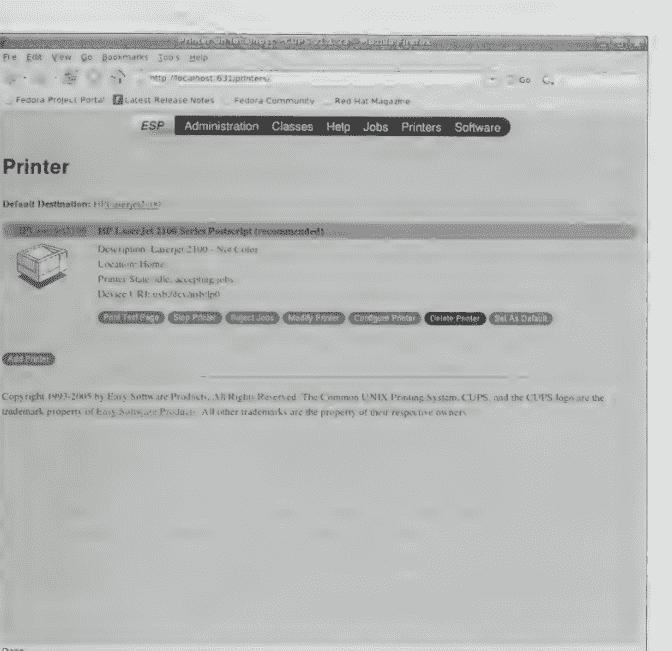 File Edit View Go Bookmarks Tools Help
http://localhost:631/printers/ Go
Fedora Project Portal Latest Release Notes Fedora Community Red Hat Magazine
ESP Administration Classes Help Jobs Printers Software
Printer
Default Destination:
HP LaserJet 2100 Series Postscript (recommended)
Description: Laserjet 2100 - Not Color
Location: Home
Printer State: idle, accepting jobs.
Device URI: usb:/dev/usb/lp0
Print Test Page Stop Printer Reject Jobs Modify Printer Configure Printer Delete Printer Set As Default
Add Printer
Copyright 1993-2005 by Easy Software Products, All Rights Reserved. The Common UNIX Printing System, CUPS, and the CUPS logo are the
trademark property of Easy Software Products. All other trademarks are the property of their respective owners.
Done